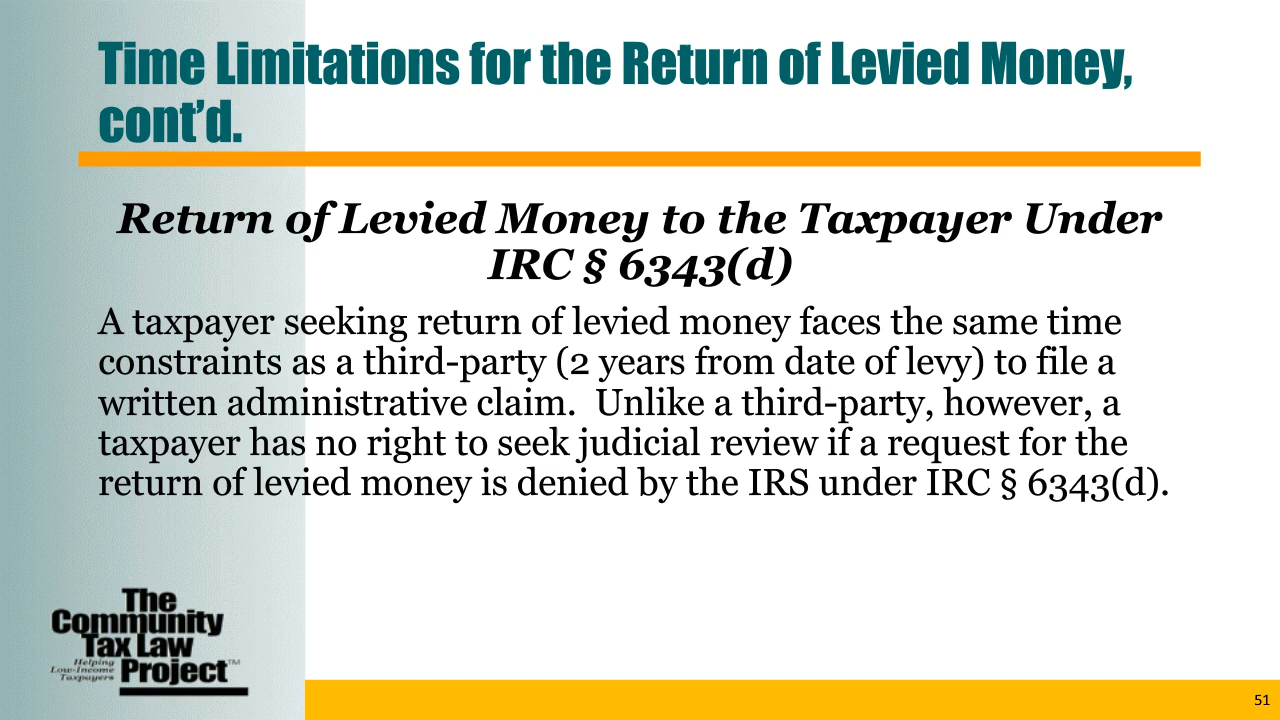 Time Limitations for the Return of Levied Money,
cont’d.
Return of Levied Money to the Taxpayer Under
IRC § 6343(d)
A taxpayer seeking return of levied money faces the same time
constraints as a third-party (2 years from date of levy) to file a
written administrative claim.  Unlike a third-party, however, a
taxpayer has no right to seek judicial review if a request for the
return of levied money is denied by the IRS under IRC § 6343(d).
The
Community
Tax Law
Helping
Low-Income
Taxpayers
Project™
51